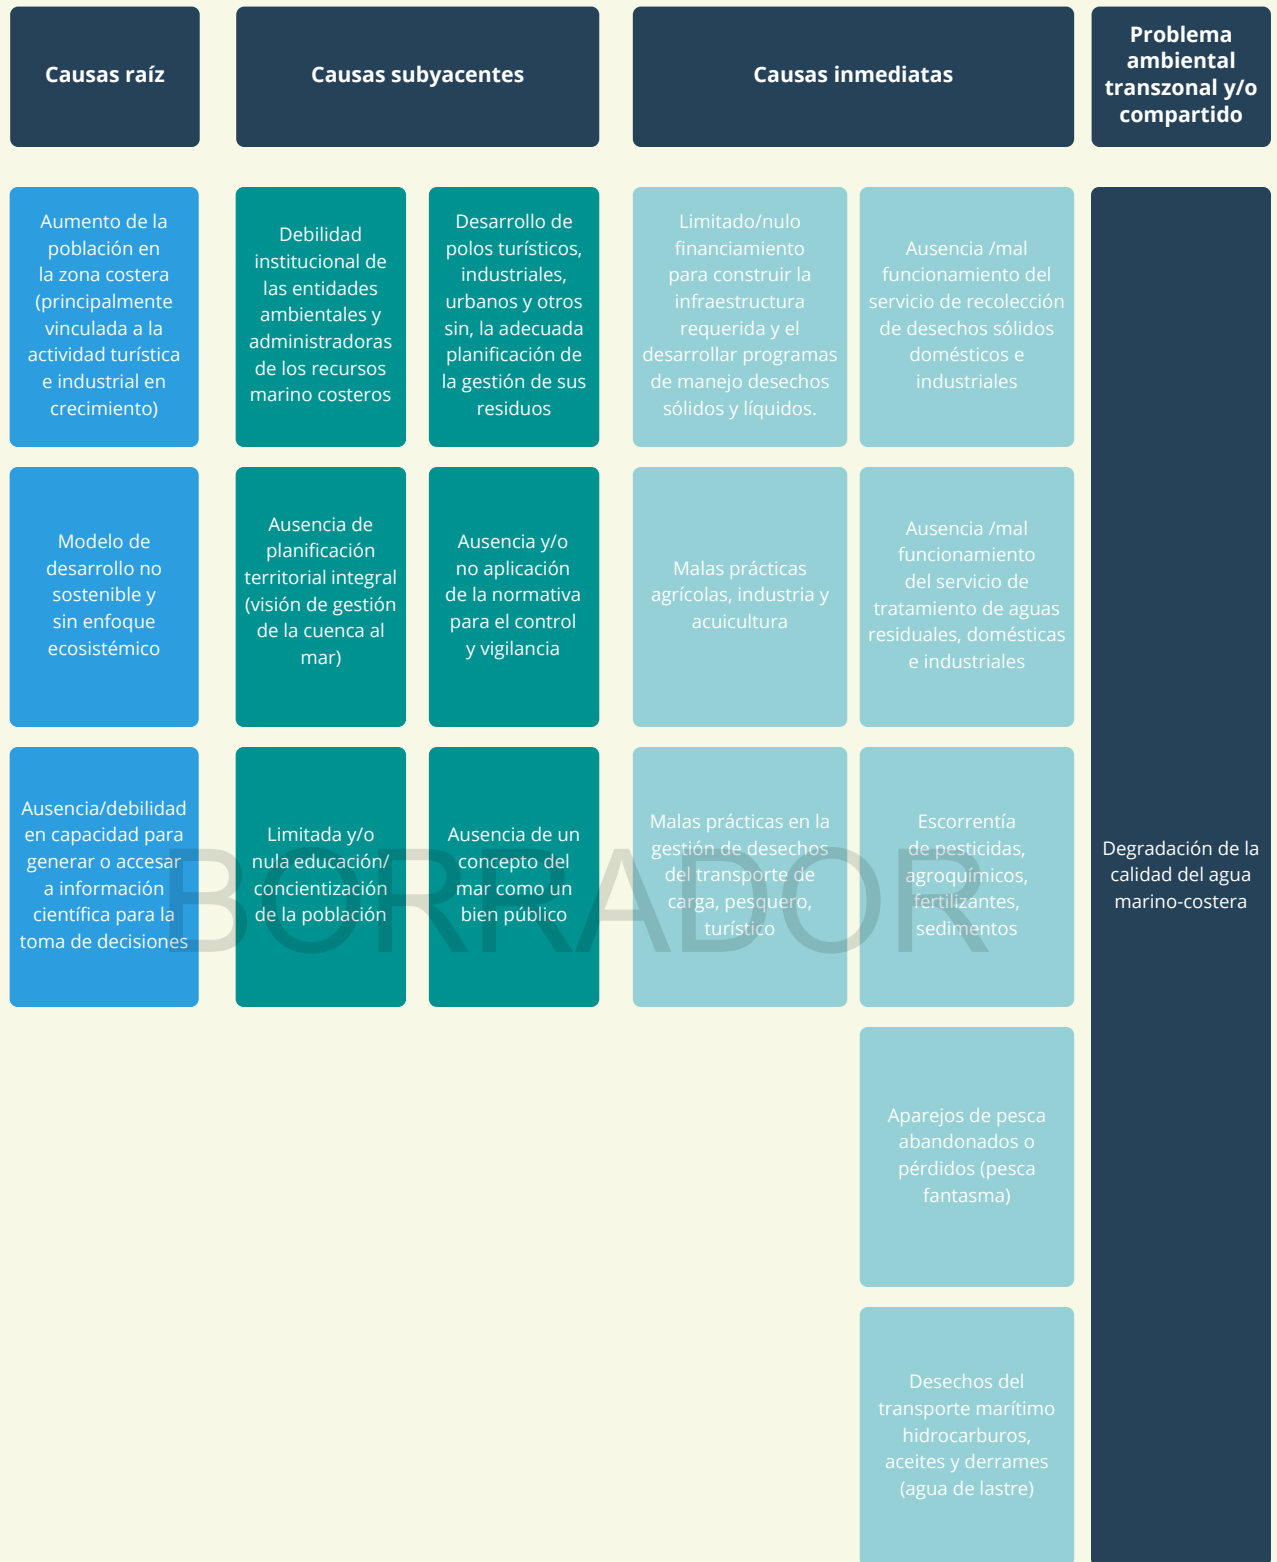 Causas raíz
Causas subyacentes
Causas inmediatas
Problema
ambiental
transzonal y/o
compartido
Aumento de la
población en
la zona costera
(principalmente
vinculada a la
actividad turística
e industrial en
crecimiento)
Debilidad
institucional de
las entidades
ambientales y
administradoras
de los recursos
marino costeros
Desarrollo de
polos turísticos,
industriales,
urbanos y otros
sin, la adecuada
planificación de
la gestión de sus
residuos
Limitado/nulo
financiamiento
para construir la
infraestructura
requerida y el
desarrollar programas
de manejo desechos
sólidos y líquidos.
Ausencia /mal
funcionamiento del
servicio de recolección
de desechos sólidos
domésticos e
industriales
Modelo de
desarrollo no
sostenible y
sin enfoque
ecosistémico
Ausencia de
planificación
territorial integral
(visión de gestión
de la cuenca al
mar)
Ausencia y/o
no aplicación
de la normativa
para el control
y vigilancia
Malas prácticas
agrícolas, industria y
acuicultura
Ausencia /mal
funcionamiento
del servicio de
tratamiento de aguas
residuales, domésticas
e industriales
Ausencia/debilidad
en capacidad para
generar o accesar
a información
científica para la
toma de decisiones
Limitada y/o
nula educación/
concientización
de la población
Ausencia de un
concepto del
mar como un
bien público
Malas prácticas en la
gestión de desechos
del transporte de
carga, pesquero,
turístico
Escorrentía
de pesticidas,
agroquímicos,
fertilizantes,
sedimentos
Degradación de la
calidad del agua
marino-costera
BORRADOR
Aparejos de pesca
abandonados o
pérdidos (pesca
fantasma)
Desechos del
transporte marítimo
hidrocarburos,
aceites y derrames
(agua de lastre)